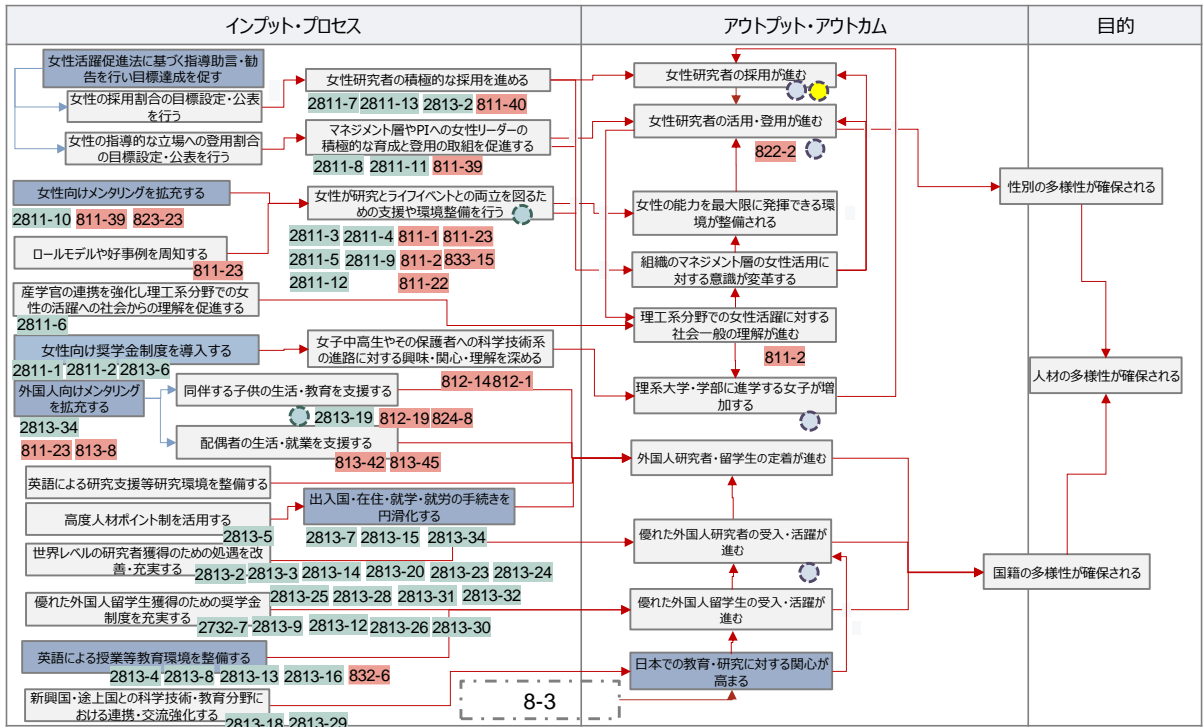 インプット・プロセス
アウトプット・アウトカム
目的
女性活躍促進法に基づく指導助言・勧
告を行い目標達成を促す
女性の採用割合の目標設定・公表
を行う
女性の指導的な立場への登用割合
の目標設定・公表を行う
女性研究者の積極的な採用を進める
2811-7 2811-13 2813-2 811-40
マネジメント層やPIへの女性リーダーの
積極的な育成と登用の取組を促進する
2811-8 2811-11 811-39
女性向けメンタリングを拡充する
2811-10 811-39 823-23
ロールモデルや好事例を周知する
811-23
女性が研究とライフイベントとの両立を図るた
めの支援や環境整備を行う
2811-3 2811-4 811-1 811-23
2811-5 2811-9 811-2 833-15
2811-12 811-22
産学官の連携を強化し理工系分野での女
性の活躍への社会からの理解を促進する
2811-6
女性向け奨学金制度を導入する
2811-1 2811-2 2813-6
女子中高生やその保護者への科学技術系
の進路に対する興味・関心・理解を深める
812-14 812-1
外国人向けメンタリング
を拡充する
2813-34
811-23 813-8
同伴する子供の生活・教育を支援する
2813-19 812-19 824-8
配偶者の生活・就業を支援する
813-42 813-45
英語による研究支援等研究環境を整備する
高度人材ポイント制を活用する
2813-5
出入国・在住・就学・就労の手続きを
円滑化する
2813-7 2813-15 2813-34
世界レベルの研究者獲得のための処遇を改
善・充実する
2813-2 2813-3 2813-14 2813-20 2813-23 2813-24
2813-25 2813-28 2813-31 2813-32
優れた外国人留学生獲得のための奨学金
制度を充実する
2732-7 2813-9 2813-12 2813-26 2813-30
英語による授業等教育環境を整備する
2813-4 2813-8 2813-13 2813-16 832-6
新興国・途上国との科学技術・教育分野に
おける連携・交流強化する
2813-18 2813-29
8-3
女性研究者の採用が進む
女性研究者の活用・登用が進む
822-2
女性の能力を最大限に発揮できる環
境が整備される
組織のマネジメント層の女性活用に
対する意識が変革する
理工系分野での女性活躍に対する
社会一般の理解が進む
811-2
理系大学・学部に進学する女子が増
加する
外国人研究者・留学生の定着が進む
優れた外国人研究者の受入・活躍が
進む
優れた外国人留学生の受入・活躍が
進む
日本での教育・研究に対する関心が
高まる
性別の多様性が確保される
人材の多様性が確保される
国籍の多様性が確保される